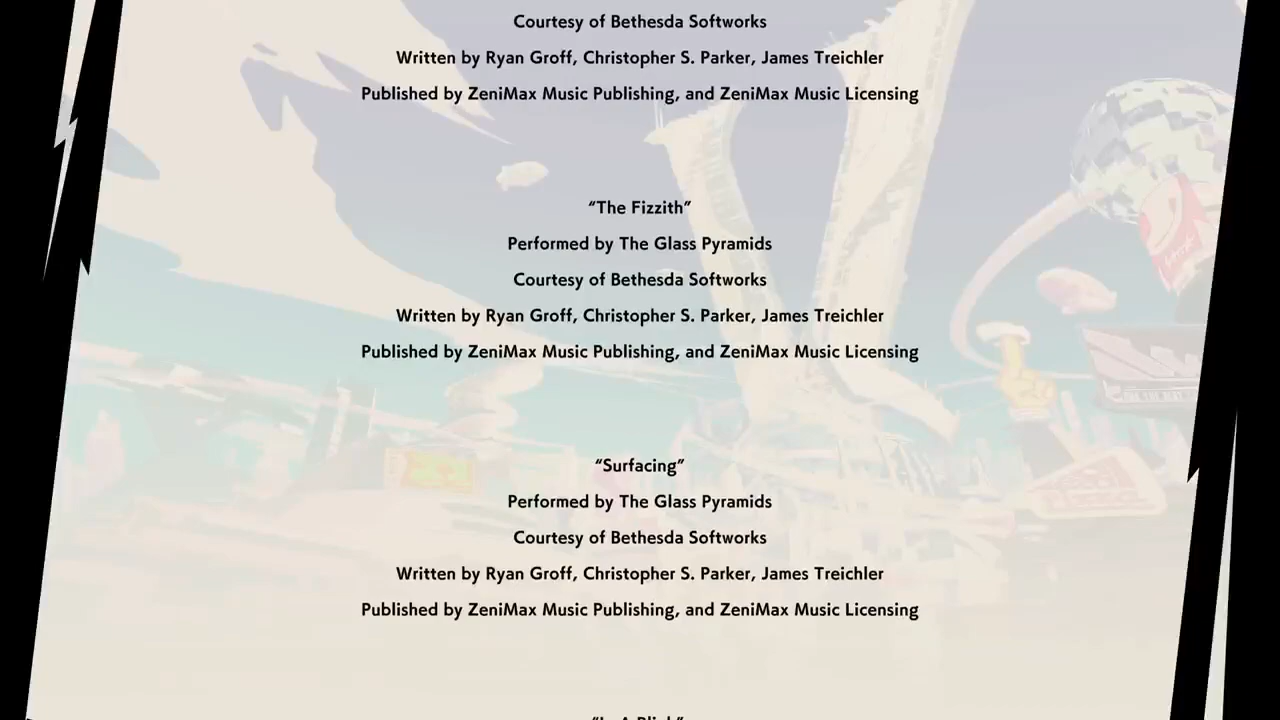 Courtesy of Bethesda Softworks
Written by Ryan Groff, Christopher S. Parker, James Treichler
Published by ZeniMax Music Publishing, and ZeniMax Music Licensing
“The Fizzith”
Performed by The Glass Pyramids
Courtesy of Bethesda Softworks
Written by Ryan Groff, Christopher S. Parker, James Treichler
Published by ZeniMax Music Publishing, and ZeniMax Music Licensing
“Surfacing”
Performed by The Glass Pyramids
Courtesy of Bethesda Softworks
Written by Ryan Groff, Christopher S. Parker, James Treichler
Published by ZeniMax Music Publishing, and ZeniMax Music Licensing